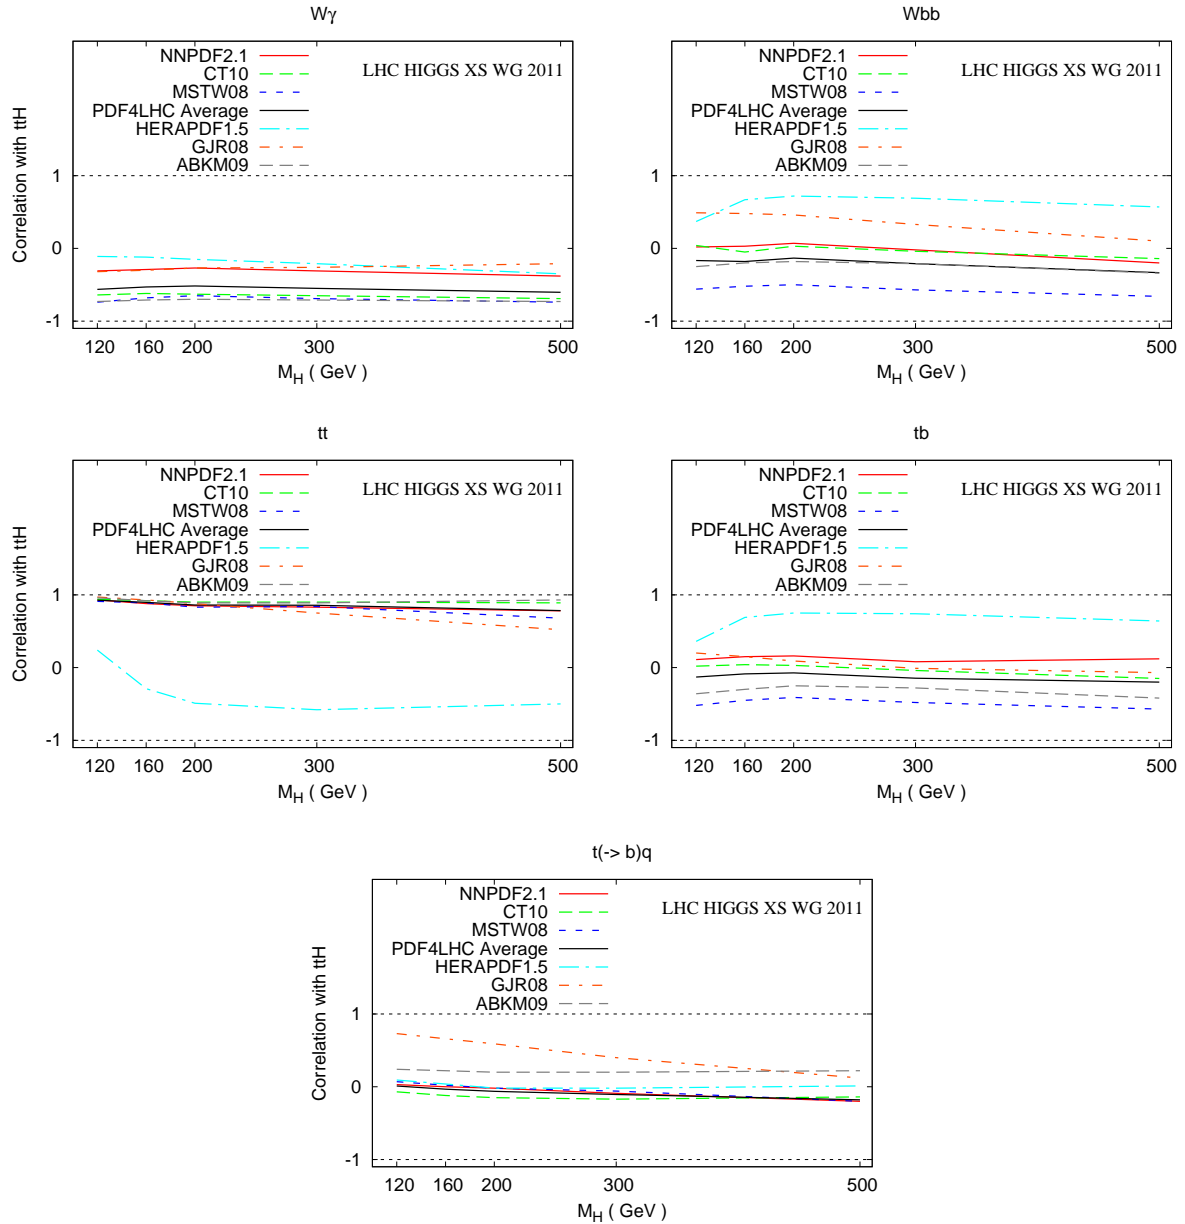 Wγ
NNPDF2.1
CT10
MSTW08
PDF4LHC Average
HERAPDF1.5
GJR08
ABKM09
LHC HIGGS XS WG 2011
Correlation with ttH
1
0
-1
120 160 200 300 500
M_H ( GeV )
Wbb
NNPDF2.1
CT10
MSTW08
PDF4LHC Average
HERAPDF1.5
GJR08
ABKM09
LHC HIGGS XS WG 2011
1
0
-1
120 160 200 300 500
M_H ( GeV )
tt
NNPDF2.1
CT10
MSTW08
PDF4LHC Average
HERAPDF1.5
GJR08
ABKM09
LHC HIGGS XS WG 2011
Correlation with ttH
1
0
-1
120 160 200 300 500
M_H ( GeV )
tb
NNPDF2.1
CT10
MSTW08
PDF4LHC Average
HERAPDF1.5
GJR08
ABKM09
LHC HIGGS XS WG 2011
1
0
-1
120 160 200 300 500
M_H ( GeV )
t(-> b)q
NNPDF2.1
CT10
MSTW08
PDF4LHC Average
HERAPDF1.5
GJR08
ABKM09
LHC HIGGS XS WG 2011
Correlation with ttH
1
0
-1
120 160 200 300 500
M_H ( GeV )